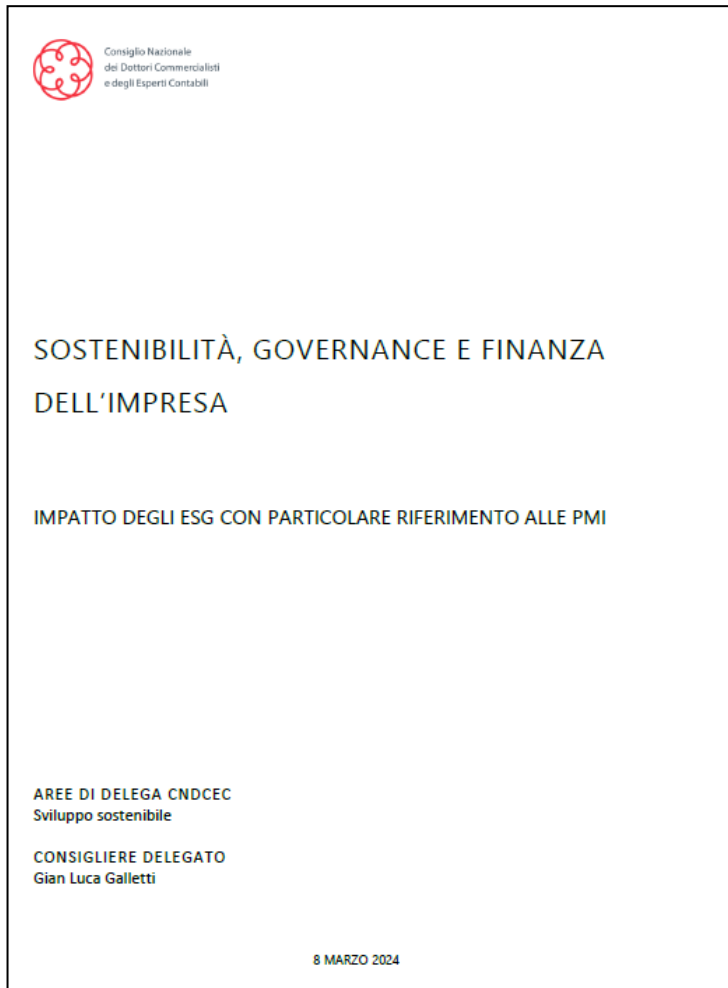 Consiglio Nazionale
dei Dottori Commercialisti
e degli Esperti Contabili
SOSTENIBILITÀ, GOVERNANCE E FINANZA
DELL'IMPRESA
IMPATTO DEGLI ESG CON PARTICOLARE RIFERIMENTO ALLE PMI
AREE DI DELEGA CNDCEC
Sviluppo sostenibile
CONSIGLIERE DELEGATO
Gian Luca Galletti
8 MARZO 2024